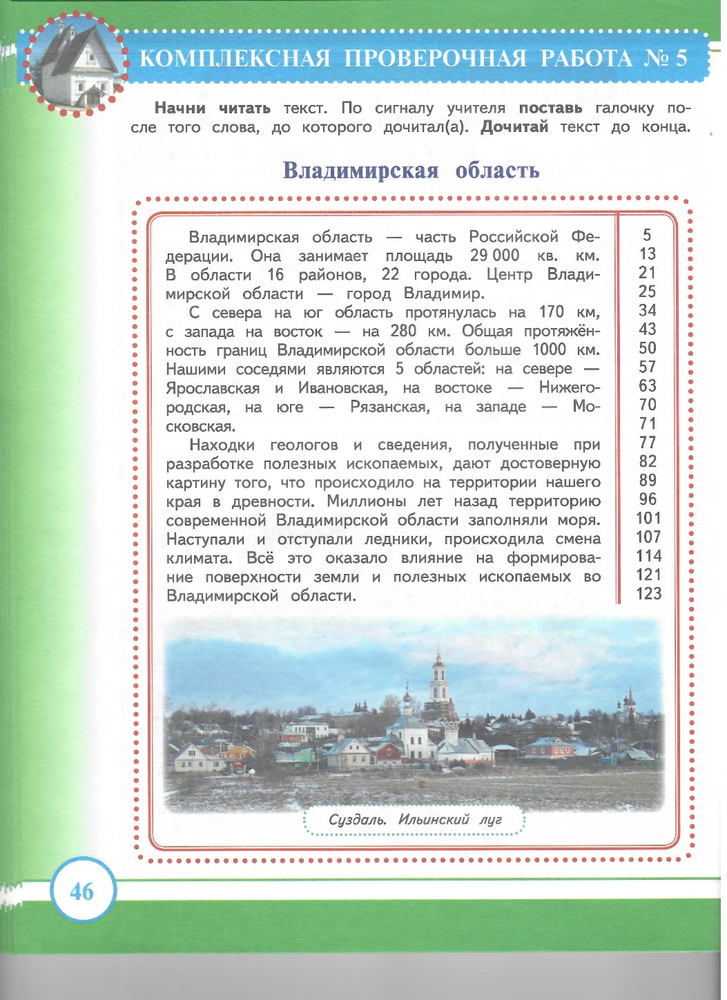 КОМПЛЕКСНАЯ ПРОВЕРОЧНАЯ РАБОТА № 5
Начни читать текст. По сигналу учителя поставь галочку по-
сле того слова, до которого дочитал(а). Дочитай текст до конца.
Владимирская область
Владимирская область — часть Российской Фе- 5
дерации. Она занимает площадь 29 000 кв. км. 13
В области 16 районов, 22 города. Центр Влади- 21
мирской области — город Владимир. 25
С севера на юг область протянулась на 170 км, 34
с запада на восток — на 280 км. Общая протяжён- 43
ность границ Владимирской области больше 1000 км. 50
Нашими соседями являются 5 областей: на севере — 57
Ярославская и Ивановская, на востоке — Нижего- 63
родская, на юге — Рязанская, на западе — Мо- 70
сковская. 71
Находки геологов и сведения, полученные при 77
разработке полезных ископаемых, дают достоверную 82
картину того, что происходило на территории нашего 89
края в древности. Миллионы лет назад территорию 96
современной Владимирской области заполняли моря. 101
Наступали и отступали ледники, происходила смена 107
климата. Всё это оказало влияние на формирова- 114
ние поверхности земли и полезных ископаемых во 121
Владимирской области. 123
Суздаль. Ильинский луг
46